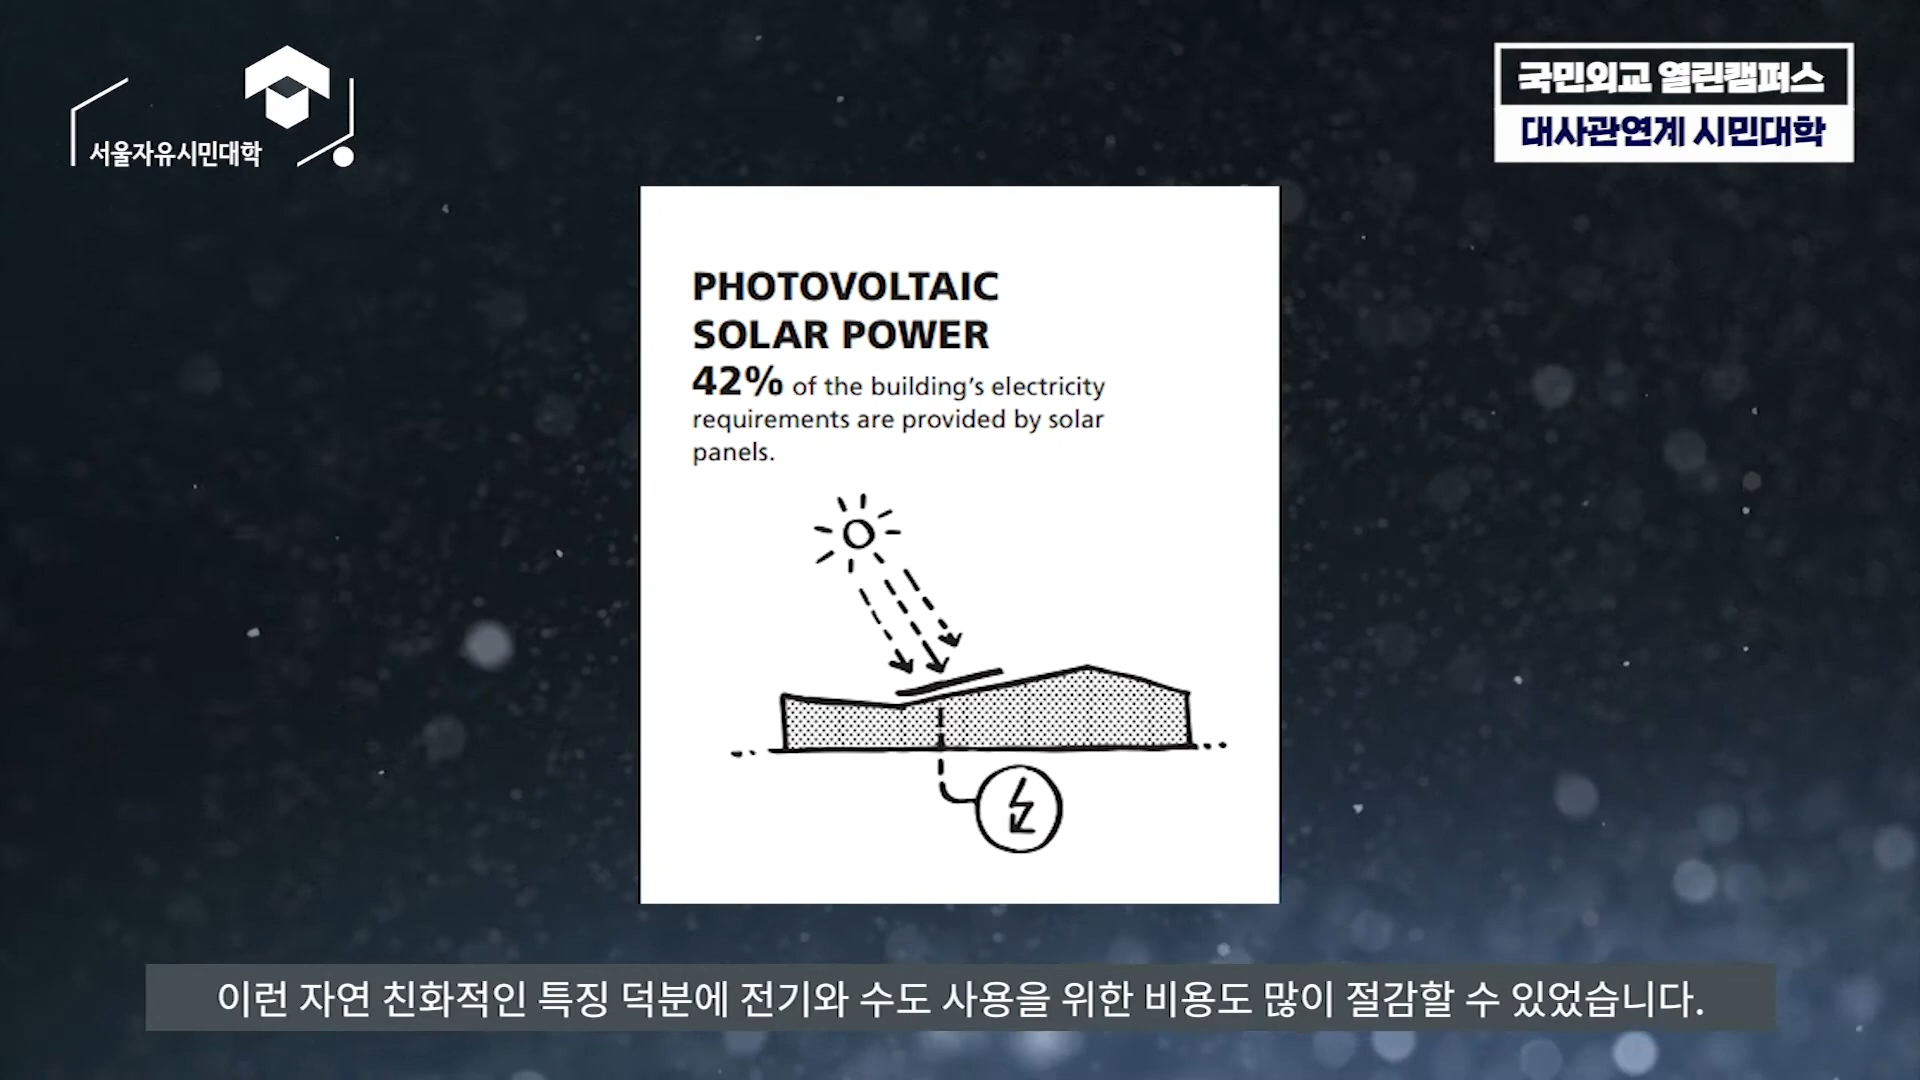 서울자유시민대학
국민외교 열린캠퍼스
대사관연계 시민대학
PHOTOVOLTAIC
SOLAR POWER
42% of the building's electricity
requirements are provided by solar
panels.
이런 자연 친화적인 특징 덕분에 전기와 수도 사용을 위한 비용도 많이 절감할 수 있었습니다.